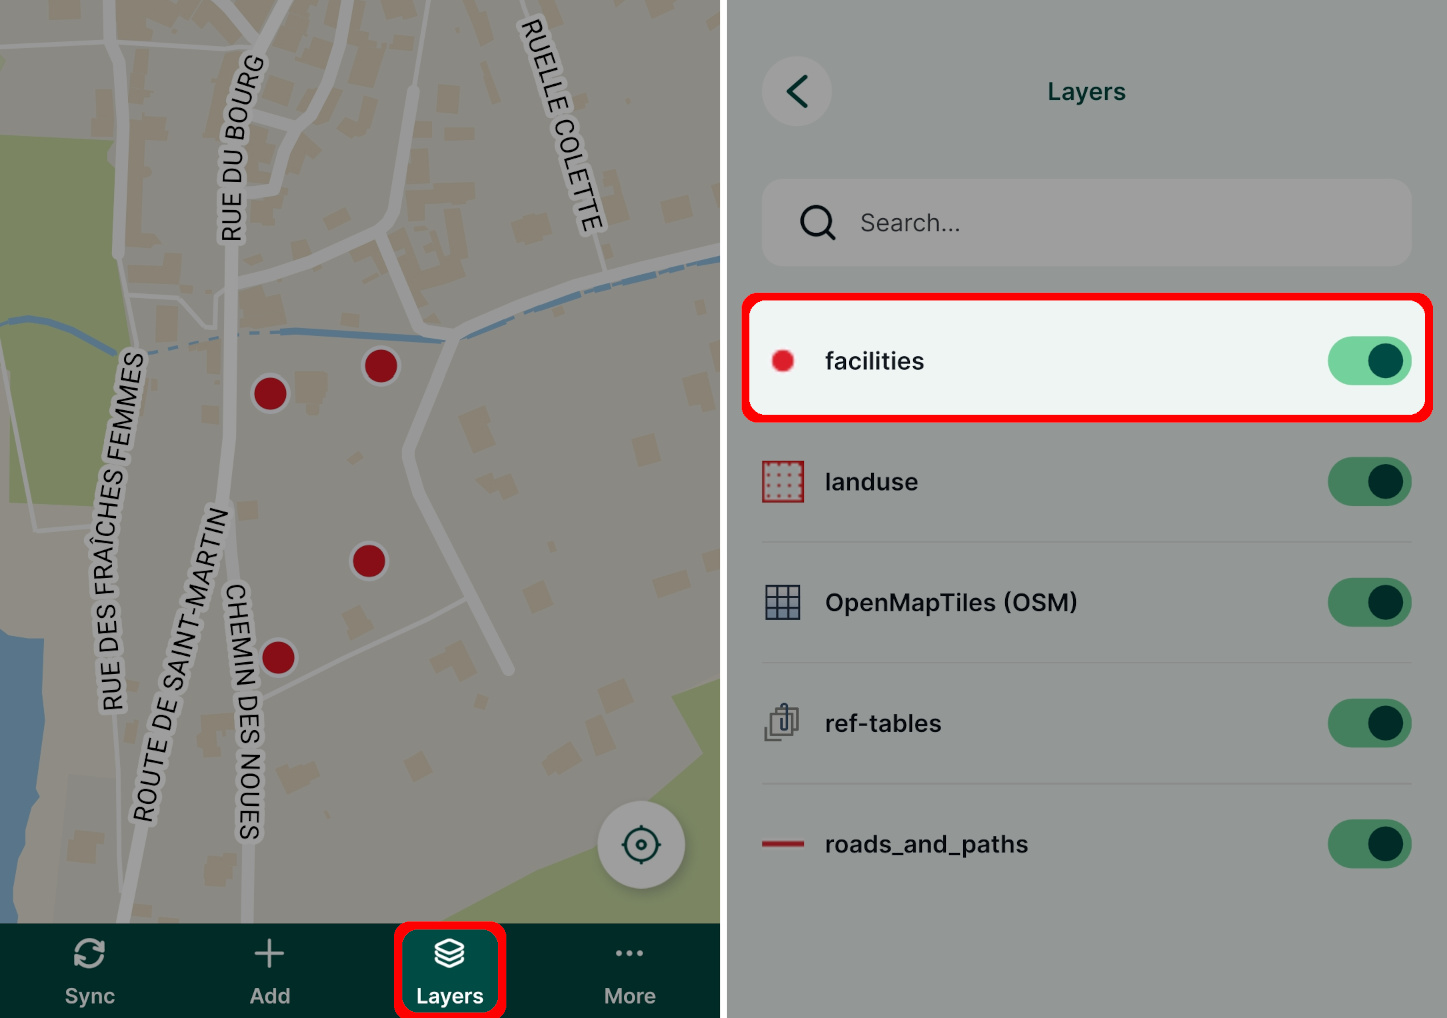 RUE DU BOURG
RUELLE COLETTE
RUE DES FRAÎCHES FEMMES
ROUTE DE SAINT-MARTIN
CHEMIN DES NOUES
Sync
Add
Layers
More
Layers
Search...
facilities
landuse
OpenMapTiles (OSM)
ref-tables
roads_and_paths